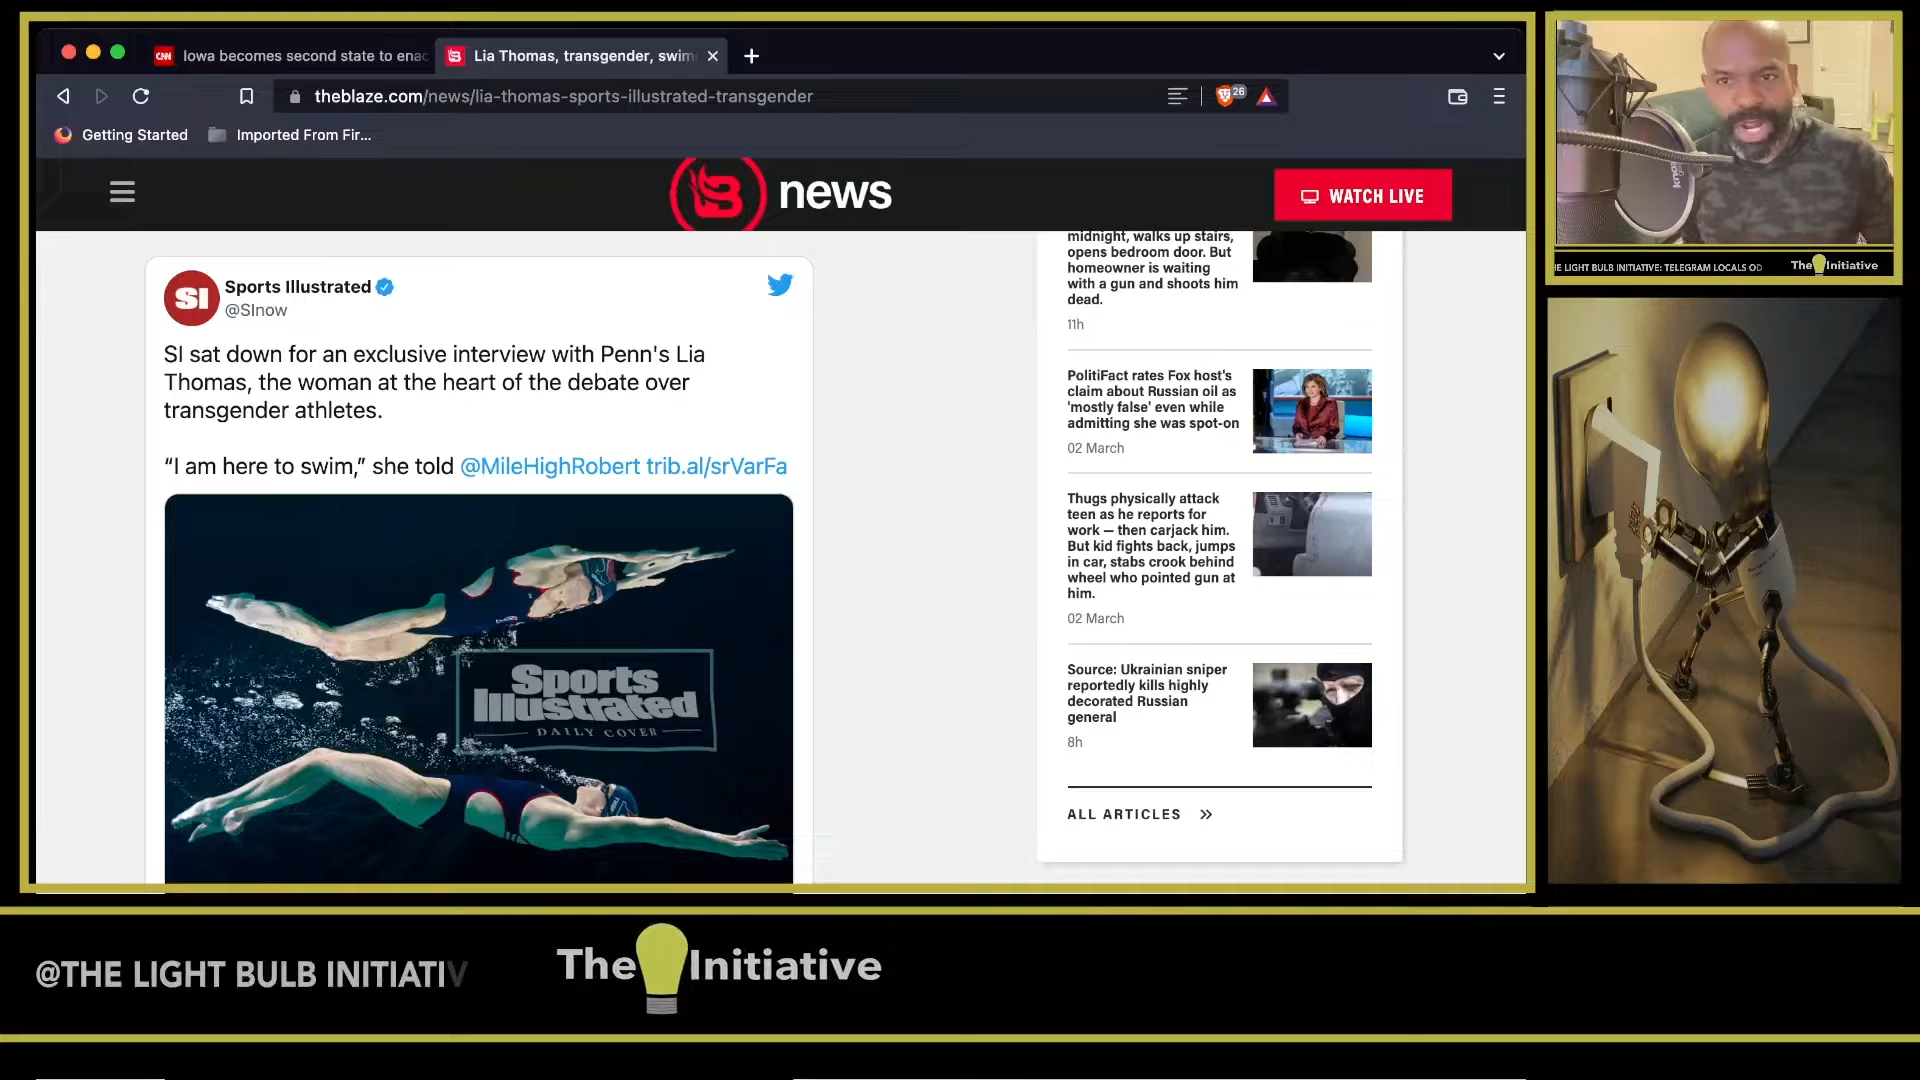 Iowa becomes second state to enac
Lia Thomas, transgender, swim
theblaze.com/news/lia-thomas-sports-illustrated-transgender
26
Getting Started
Imported From Fir...
news
WATCH LIVE
SI
Sports Illustrated
@SInow
SI sat down for an exclusive interview with Penn's Lia
Thomas, the woman at the heart of the debate over
transgender athletes.
“I am here to swim,” she told @MileHighRobert trib.al/srVarFa
Sports
Illustrated
DAILY COVER
midnight, walks up stairs,
opens bedroom door. But
homeowner is waiting
with a gun and shoots him
dead.
11h
PolitiFact rates Fox host's
claim about Russian oil as
'mostly false' even while
admitting she was spot-on
02 March
Thugs physically attack
teen as he reports for
work — then carjack him.
But kid fights back, jumps
in car, stabs crook behind
wheel who pointed gun at
him.
02 March
Source: Ukrainian sniper
reportedly kills highly
decorated Russian
general
8h
ALL ARTICLES
E LIGHT BULB INITIATIVE: TELEGRAM LOCALS OD
The Initiative
@THE LIGHT BULB INITIATIV
The Initiative